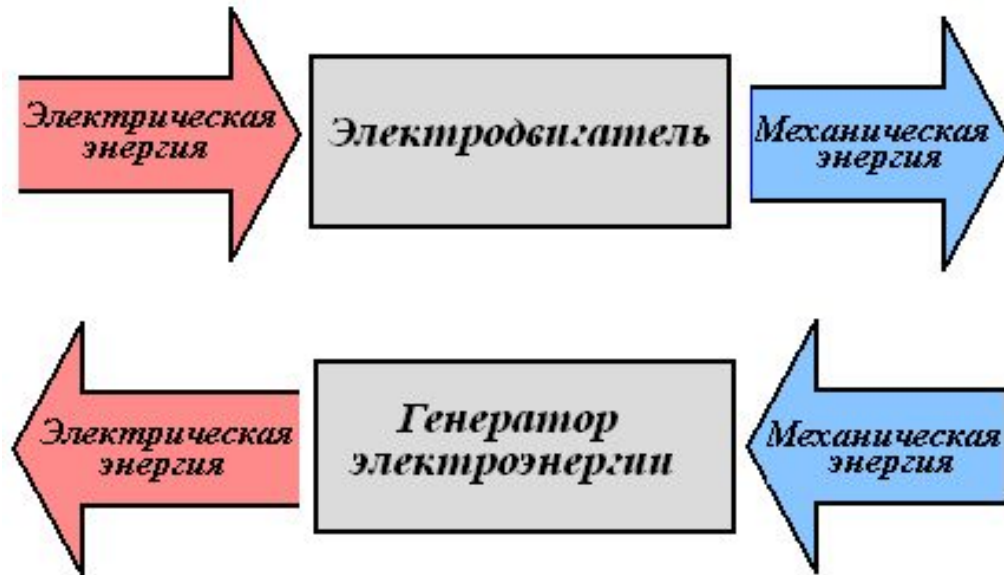 Электрическая
энергия
Электродвигатель
Механическая
энергия
Электрическая
энергия
Генератор
электроэнергии
Механическая
энергия